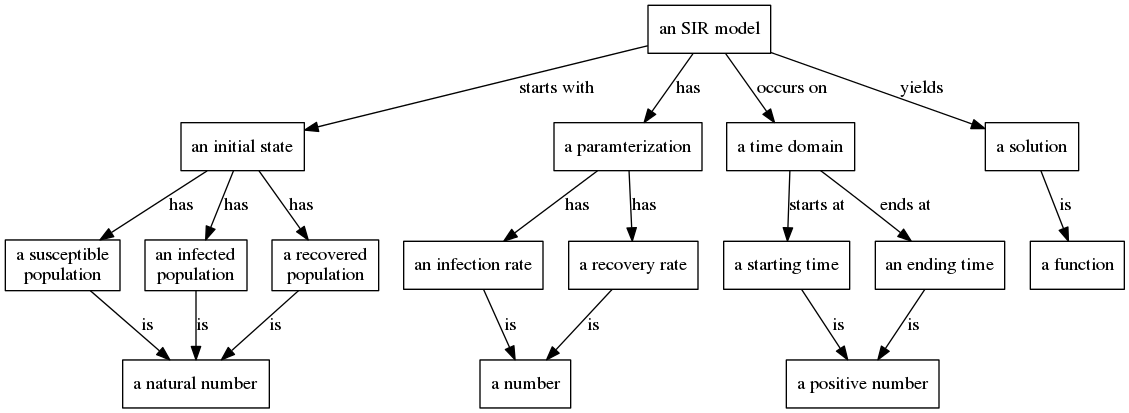 an SIR model
starts with
has
occurs on
yields
an initial state
a paramterization
a time domain
a solution
has
has
has
has
has
starts at
ends at
is
a susceptible
population
an infected
population
a recovered
population
an infection rate
a recovery rate
a starting time
an ending time
a function
is
is
is
is
is
is
is
a natural number
a number
a positive number